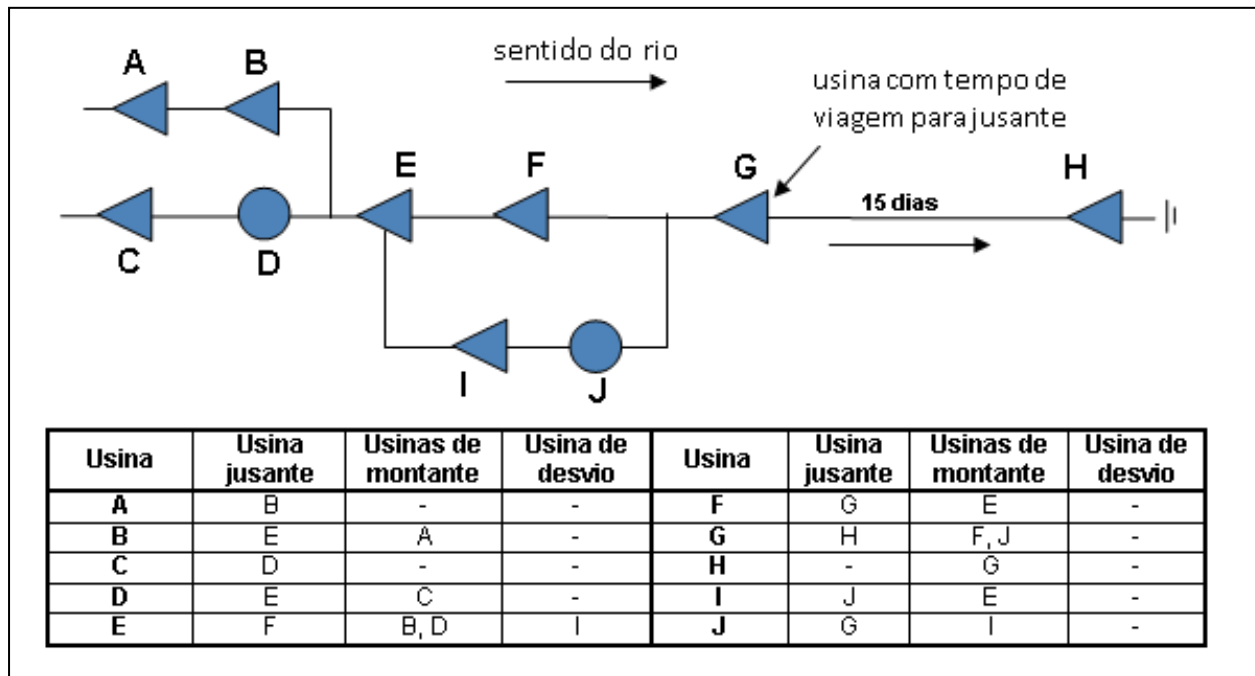 sentido do rio
usina com tempo de
viagem para jusante
A
B
C
D
E
F
G
15 dias
H
I
J
Usina Usina jusante Usinas de montante Usina de desvio Usina Usina jusante Usinas de montante Usina de desvio
A B - - F G E -
B E A - G H F, J -
C D - - H - G -
D E C - I J E -
E F B, D I J G I -